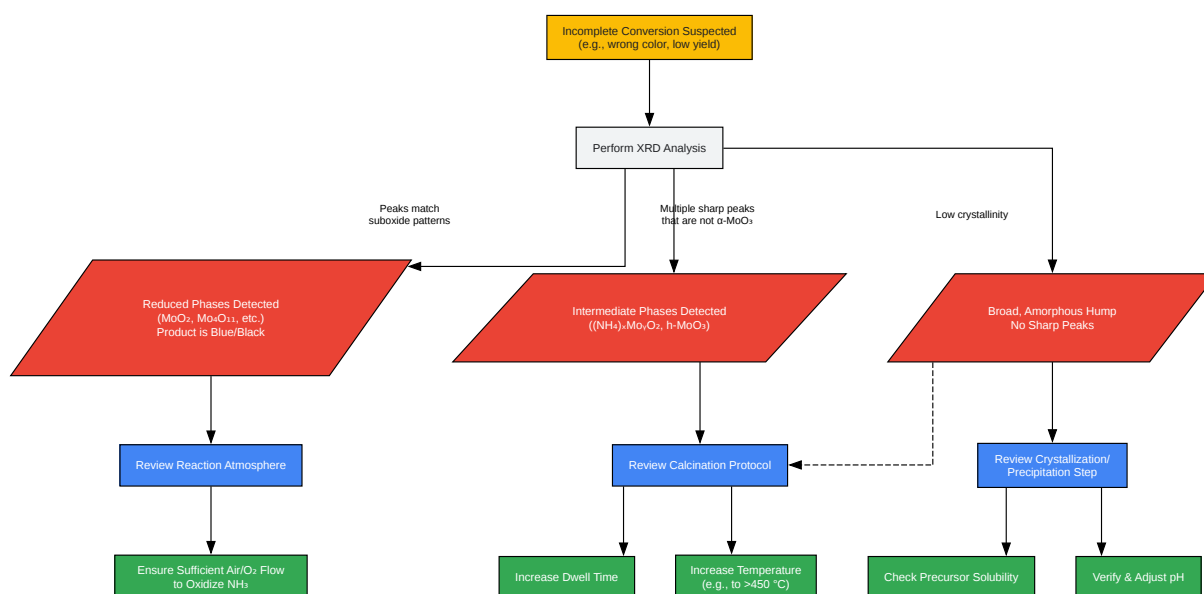 Incomplete Conversion Suspected
(e.g., wrong color, low yield)
Perform XRD Analysis
Peaks match
suboxide patterns
Multiple sharp peaks
that are not α-MoO₃
Low crystallinity
Reduced Phases Detected
(MoO₂, Mo₄O₁₁, etc.)
Product is Blue/Black
Intermediate Phases Detected
((NH₄)ₓMoᵧO₂, h-MoO₃)
Broad, Amorphous Hump
No Sharp Peaks
Review Reaction Atmosphere
Review Calcination Protocol
Review Crystallization/
Precipitation Step
Ensure Sufficient Air/O₂ Flow
to Oxidize NH₃
Increase Dwell Time
Increase Temperature
(e.g., to >450 °C)
Check Precursor Solubility
Verify & Adjust pH